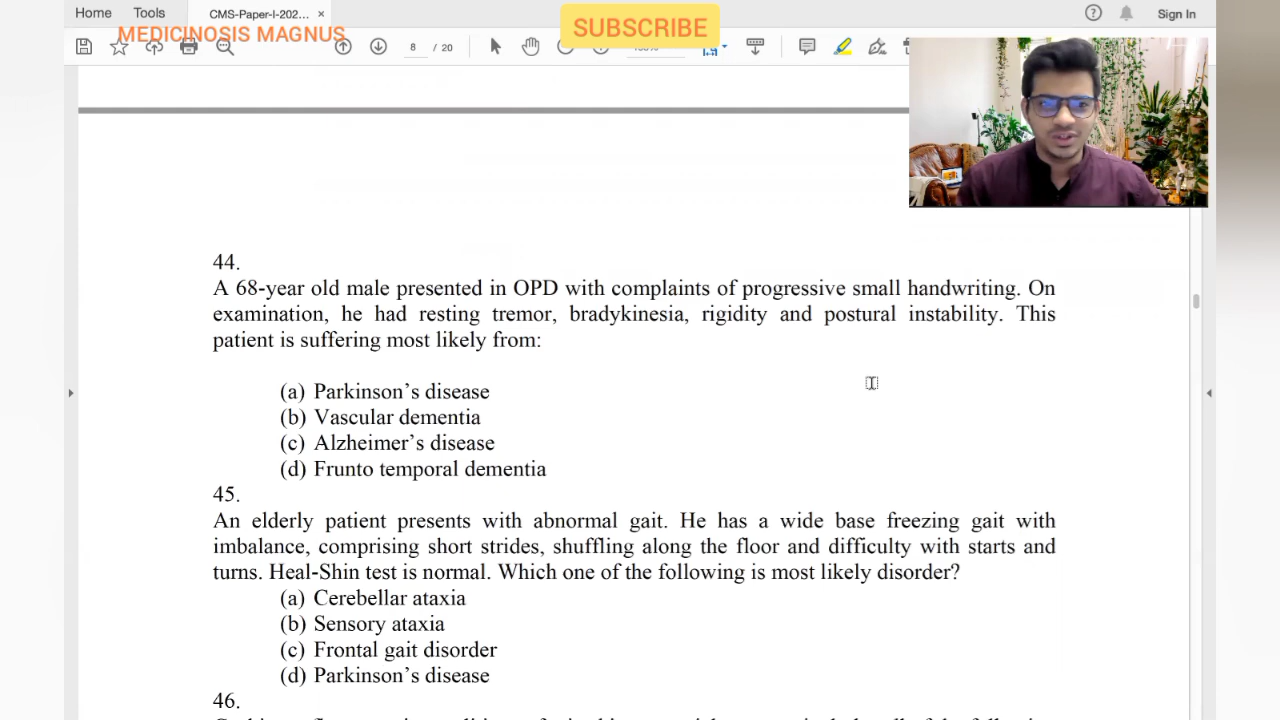 Home Tools CMS-Paper-I-202... × Sign In
MEDICINOSIS MAGNUS
SUBSCRIBE
8 / 20
44.
A 68-year old male presented in OPD with complaints of progressive small handwriting. On
examination, he had resting tremor, bradykinesia, rigidity and postural instability. This
patient is suffering most likely from:
(a) Parkinson’s disease
(b) Vascular dementia
(c) Alzheimer’s disease
(d) Frunto temporal dementia
45.
An elderly patient presents with abnormal gait. He has a wide base freezing gait with
imbalance, comprising short strides, shuffling along the floor and difficulty with starts and
turns. Heal-Shin test is normal. Which one of the following is most likely disorder?
(a) Cerebellar ataxia
(b) Sensory ataxia
(c) Frontal gait disorder
(d) Parkinson’s disease
46.